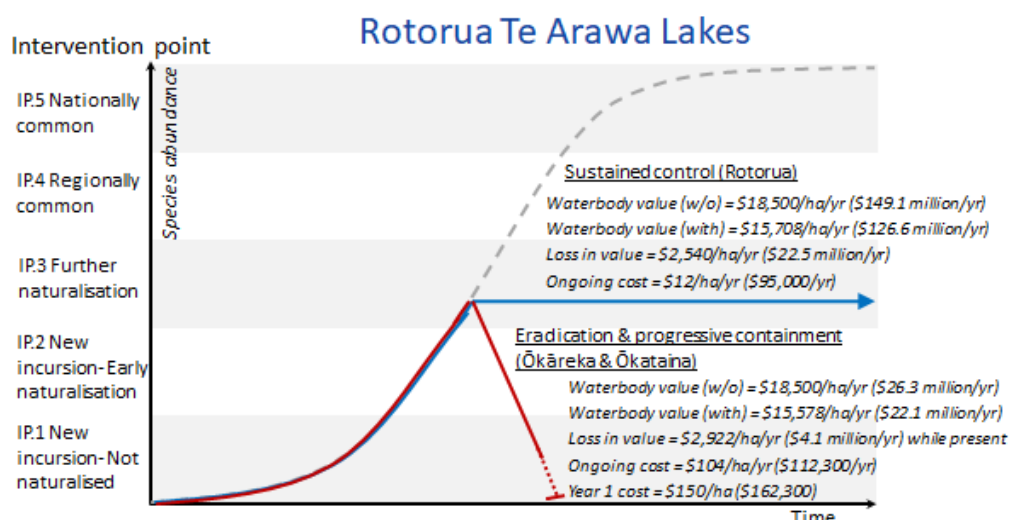 Rotorua Te Arawa Lakes
Intervention point
Species abundance
IP.5 Nationally
common
IP.4 Regionally
common
IP.3 Further
naturalisation
IP.2 New
incursion-Early
naturalisation
IP.1 New
incursion-Not
naturalised
Sustained control (Rotorua)
Waterbody value (w/o) = $18,500/ha/yr ($149.1 million/yr)
Waterbody value (with) = $15,708/ha/yr ($126.6 million/yr)
Loss in value = $2,540/ha/yr ($22.5 million/yr)
Ongoing cost = $12/ha/yr ($95,000/yr)
Eradication & progressive containment
(Ōkāreka & Ōkataina)
Waterbody value (w/o) = $18,500/ha/yr ($26.3 million/yr)
Waterbody value (with) = $15,578/ha/yr ($22.1 million/yr)
Loss in value = $2,922/ha/yr ($4.1 million/yr) while present
Ongoing cost = $104/ha/yr ($112,300/yr)
Year 1 cost = $150/ha ($162,300)
Time